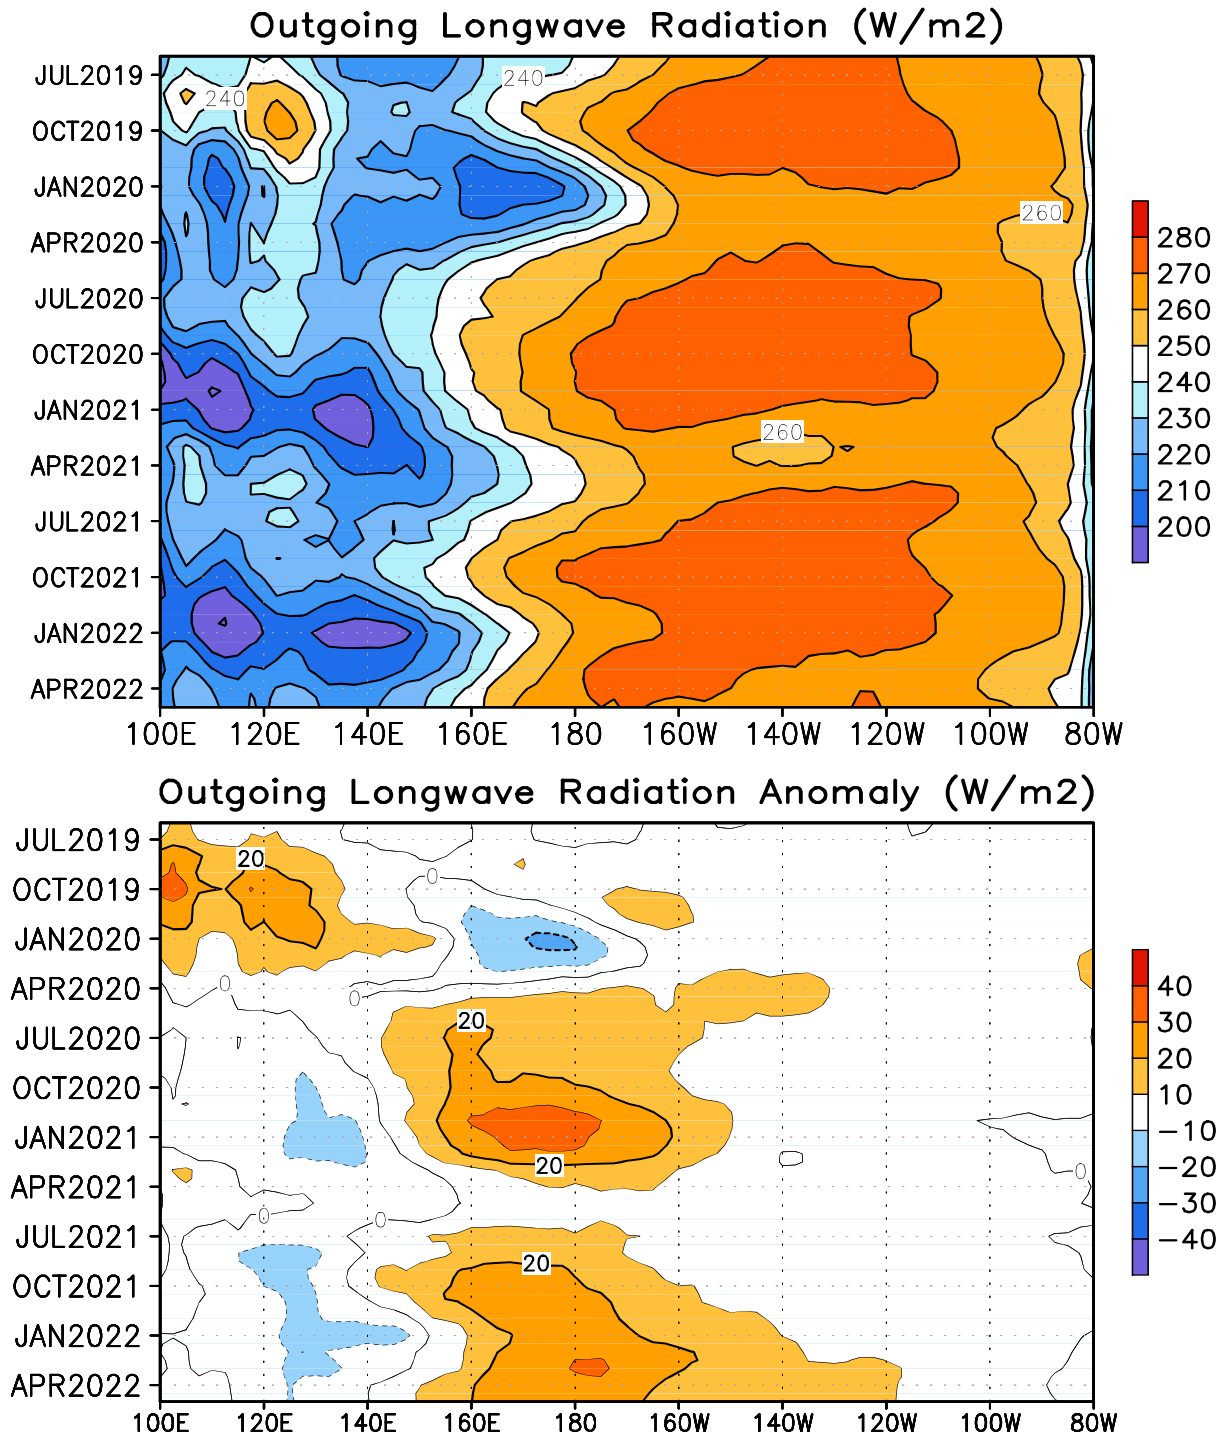 Outgoing Longwave Radiation (W/m2)
JUL2019
OCT2019
JAN2020
APR2020
JUL2020
OCT2020
JAN2021
APR2021
JUL2021
OCT2021
JAN2022
APR2022
240
240
260
260
280
270
260
250
240
230
220
210
200
100E 120E 140E 160E 180 160W 140W 120W 100W 80W
Outgoing Longwave Radiation Anomaly (W/m2)
JUL2019
OCT2019
JAN2020
APR2020
JUL2020
OCT2020
JAN2021
APR2021
JUL2021
OCT2021
JAN2022
APR2022
20
0
0
0
20
20
0
0
0
20
40
30
20
10
-10
-20
-30
-40
100E 120E 140E 160E 180 160W 140W 120W 100W 80W